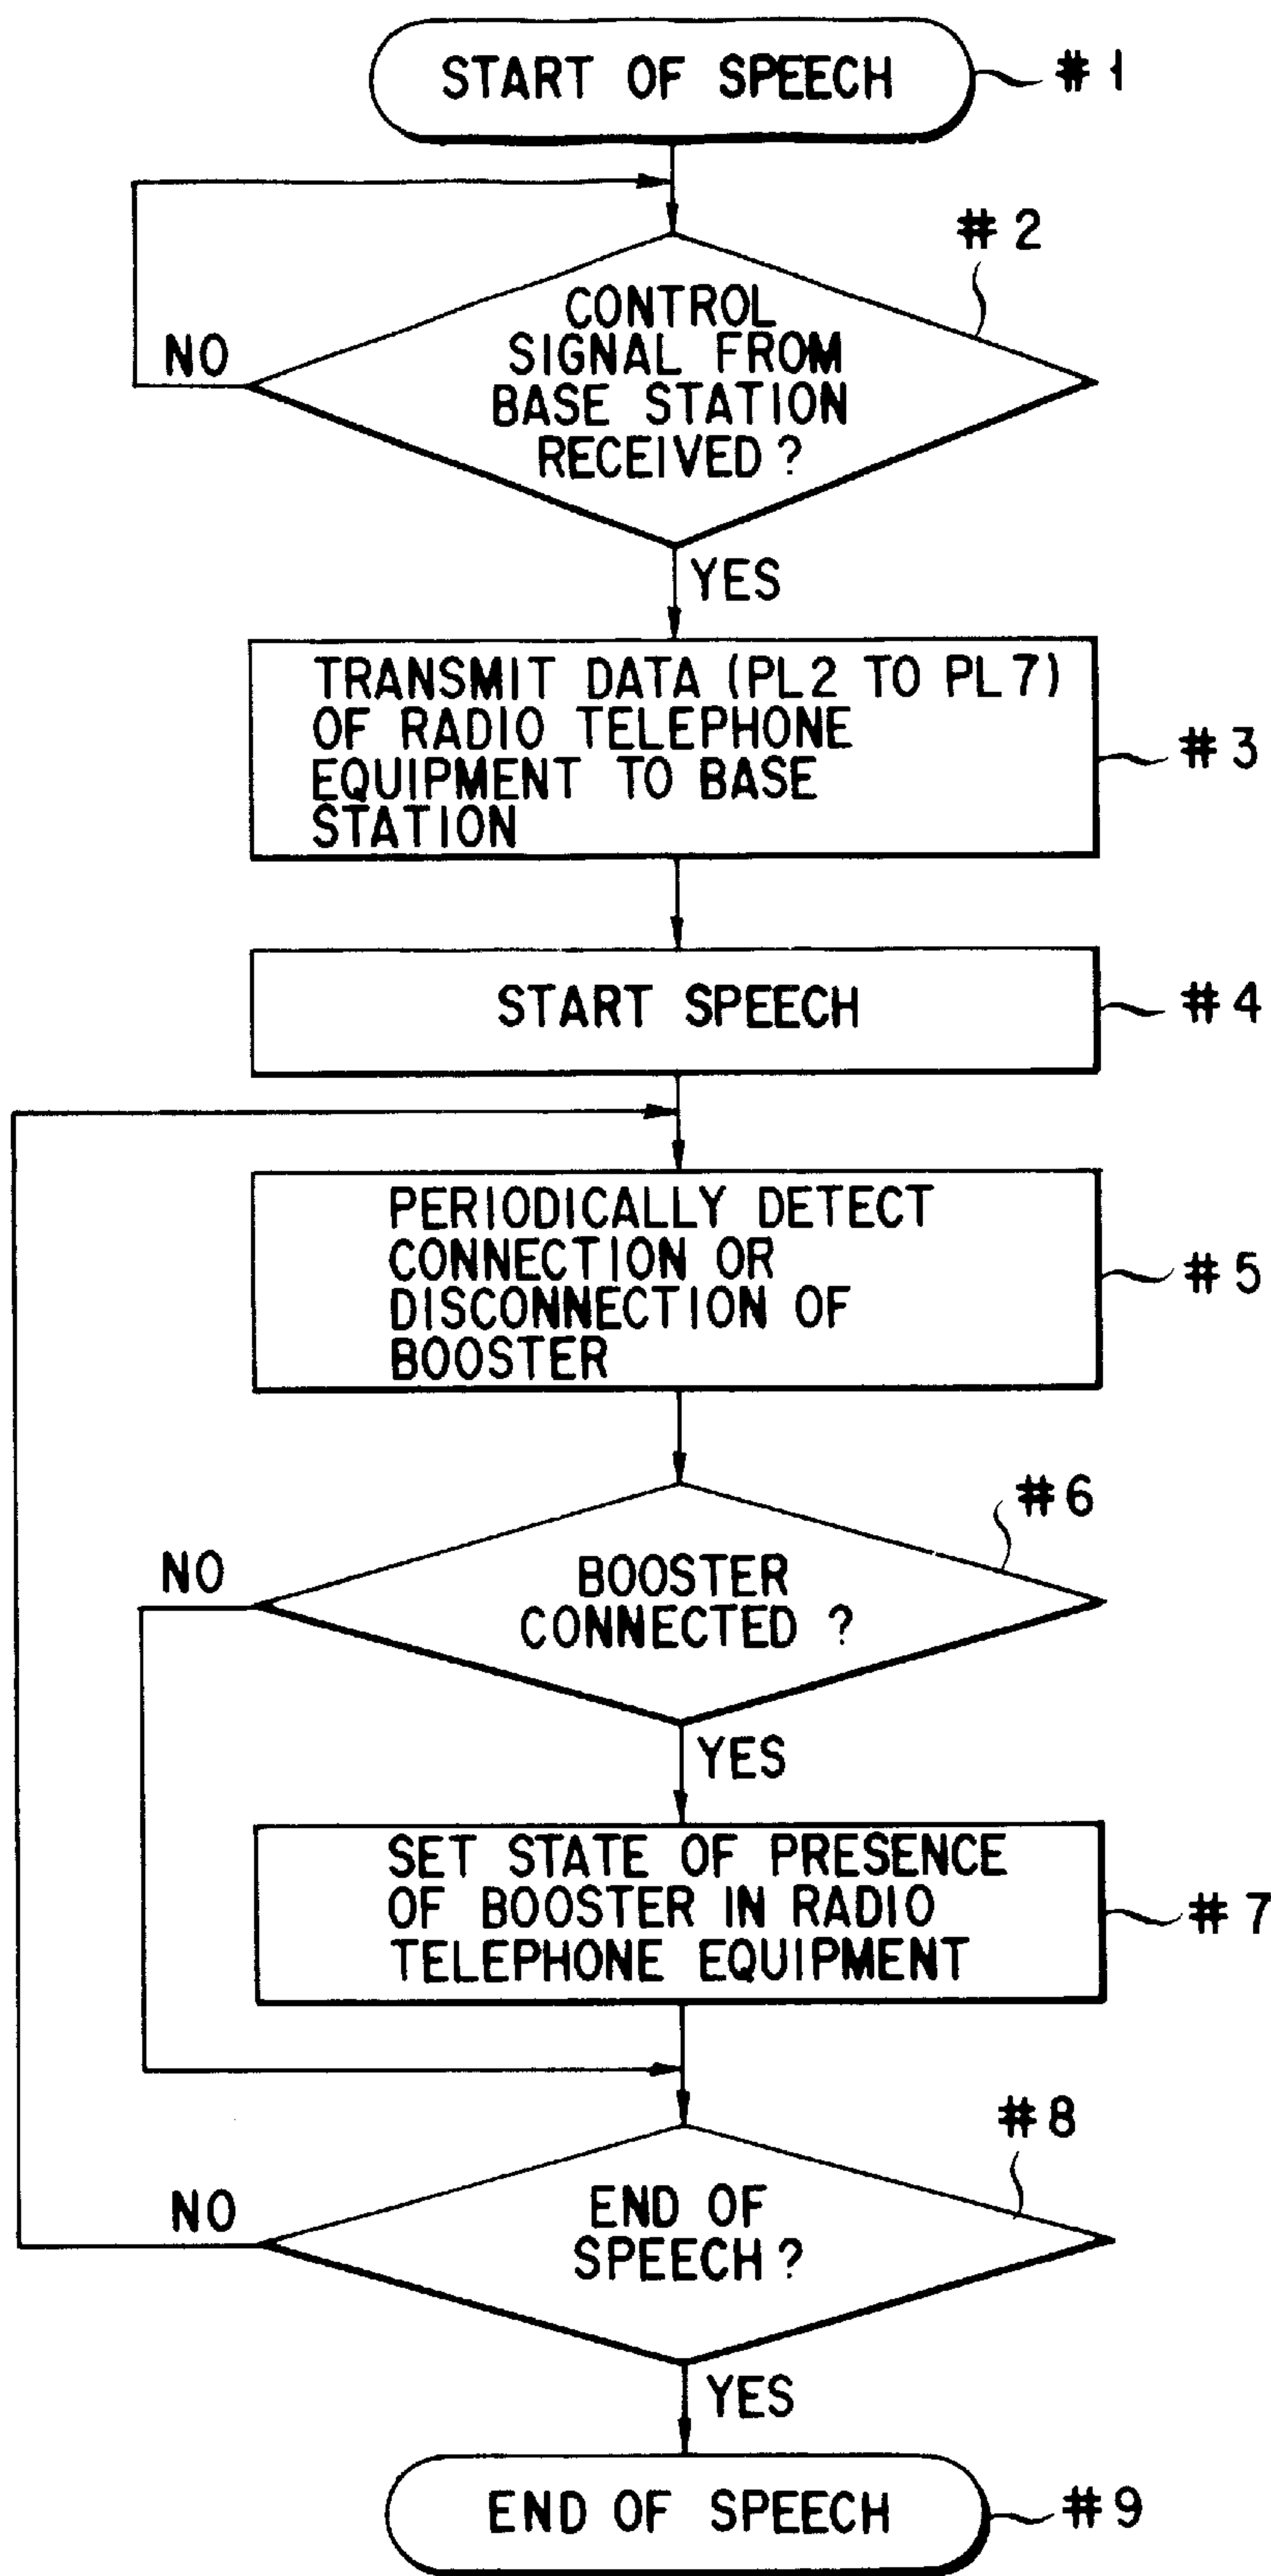 START OF SPEECH
#1
#2
CONTROL
SIGNAL FROM
BASE STATION
RECEIVED?
NO
YES
TRANSMIT DATA (PL2 TO PL7)
OF RADIO TELEPHONE
EQUIPMENT TO BASE
STATION
#3
START SPEECH
#4
PERIODICALLY DETECT
CONNECTION OR
DISCONNECTION OF
BOOSTER
#5
#6
NO
BOOSTER
CONNECTED ?
YES
SET STATE OF PRESENCE
OF BOOSTER IN RADIO
TELEPHONE EQUIPMENT
#7
#8
NO
END OF
SPEECH?
YES
END OF SPEECH
#9